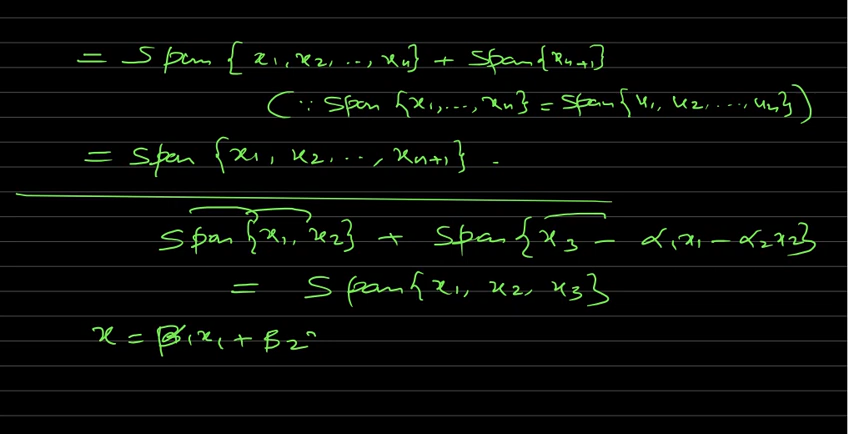 = Span { x₁, x₂, .., xₙ} + Span{xₙ₊₁}
(∵ Span {x₁,...,xₙ} = Span{u₁, u₂, ..., uₙ})
= Span {x₁, x₂, ..., xₙ₊₁} .
Span{x₁, x₂} + Span{x₃ - α₁x₁ - α₂x₂}
= Span{x₁, x₂, x₃}
x = β₁x₁ + β₂